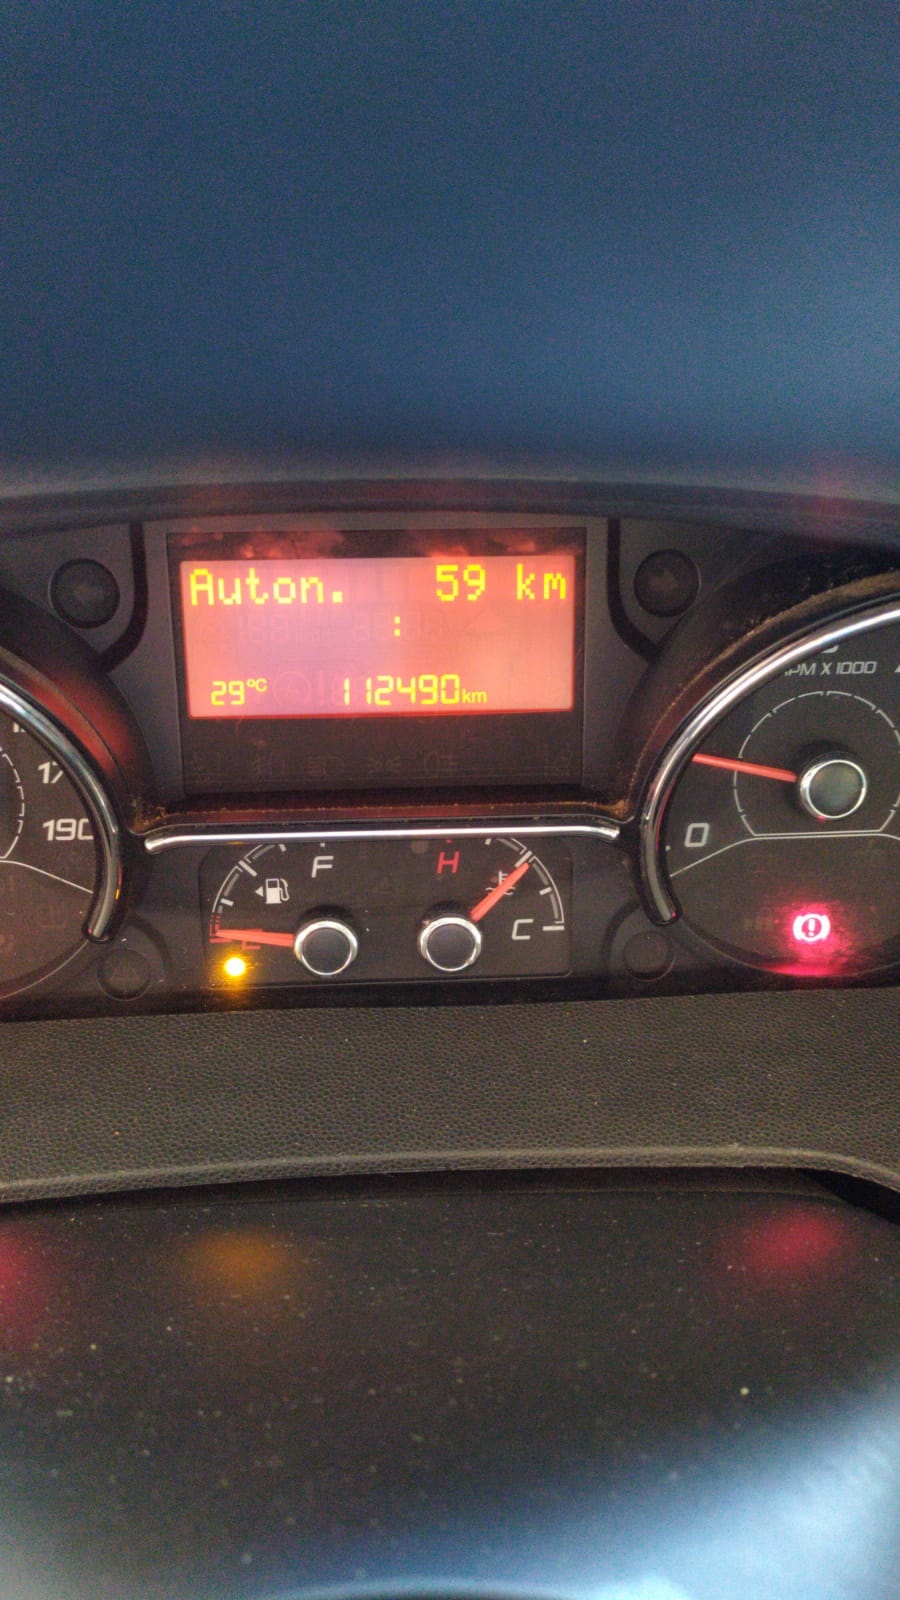 Auton. 59 km
:
29°C 112490km
RPM X 1000
190
0
F
H
E
C